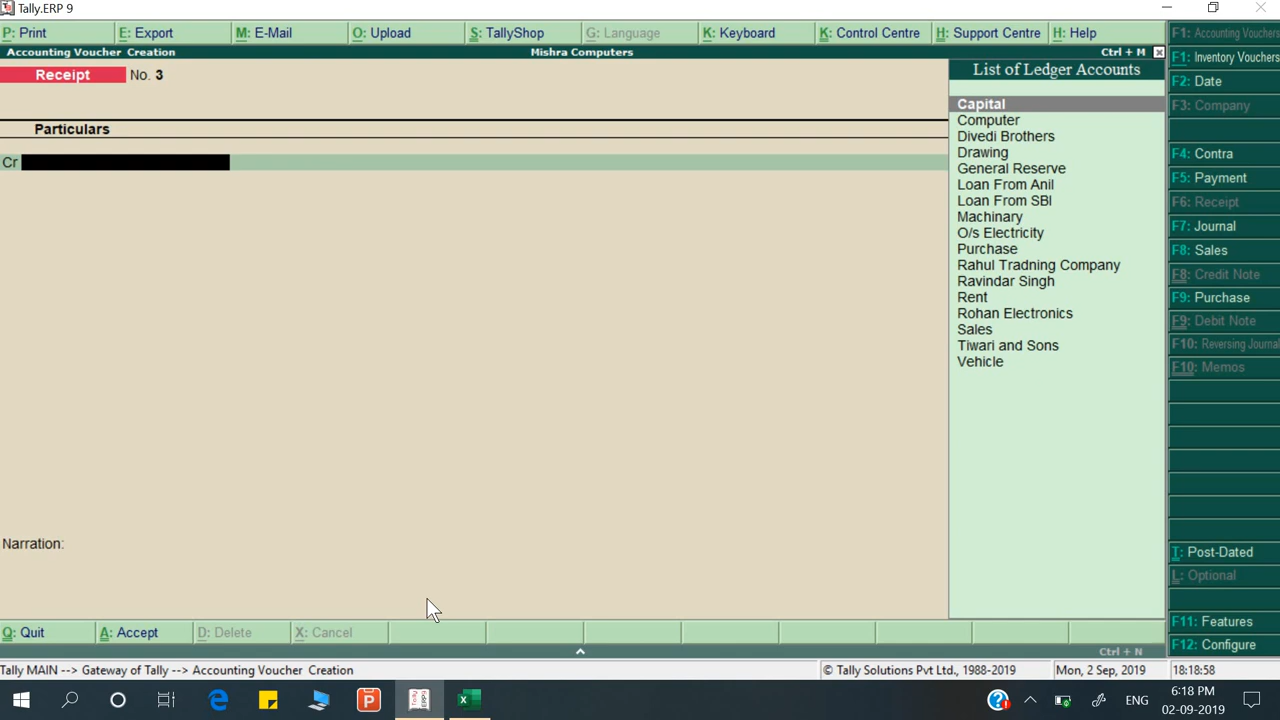 Tally.ERP 9
P: Print
E: Export
M: E-Mail
O: Upload
S: TallyShop
G: Language
K: Keyboard
K: Control Centre
H: Support Centre
H: Help
F1: Accounting Vouchers
Accounting Voucher Creation
Mishra Computers
Ctrl + M
F1: Inventory Vouchers
Receipt No. 3
List of Ledger Accounts
F2: Date
Capital
F3: Company
Computer
Particulars
Divedi Brothers
Drawing
F4: Contra
Cr
General Reserve
Loan From Anil
F5: Payment
Loan From SBI
F6: Receipt
Machinary
O/s Electricity
F7: Journal
Purchase
F8: Sales
Rahul Tradning Company
Ravindar Singh
F8: Credit Note
Rent
F9: Purchase
Rohan Electronics
F9: Debit Note
Sales
Tiwari and Sons
F10: Reversing Journal
Vehicle
F10: Memos
Narration:
T: Post-Dated
L: Optional
F11: Features
Q: Quit
A: Accept
D: Delete
X: Cancel
F12: Configure
Ctrl + N
Tally MAIN --> Gateway of Tally --> Accounting Voucher Creation
© Tally Solutions Pvt Ltd., 1988-2019
Mon, 2 Sep, 2019
18:18:58
ENG
6:18 PM
02-09-2019